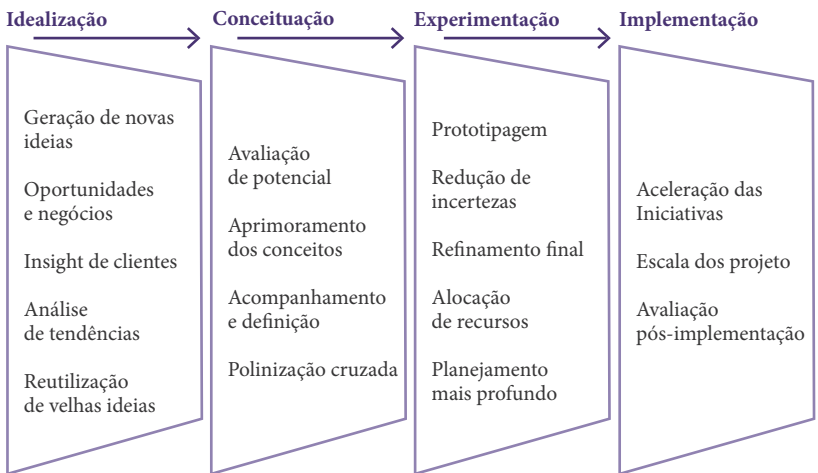 Idealização
Conceituação
Experimentação
Implementação
Geração de novas
ideias
Oportunidades
e negócios
Insight de clientes
Análise
de tendências
Reutilização
de velhas ideias
Avaliação
de potencial
Aprimoramento
dos conceitos
Acompanhamento
e definição
Polinização cruzada
Prototipagem
Redução de
incertezas
Refinamento final
Alocação
de recursos
Planejamento
mais profundo
Aceleração das
Iniciativas
Escala dos projeto
Avaliação
pós-implementação